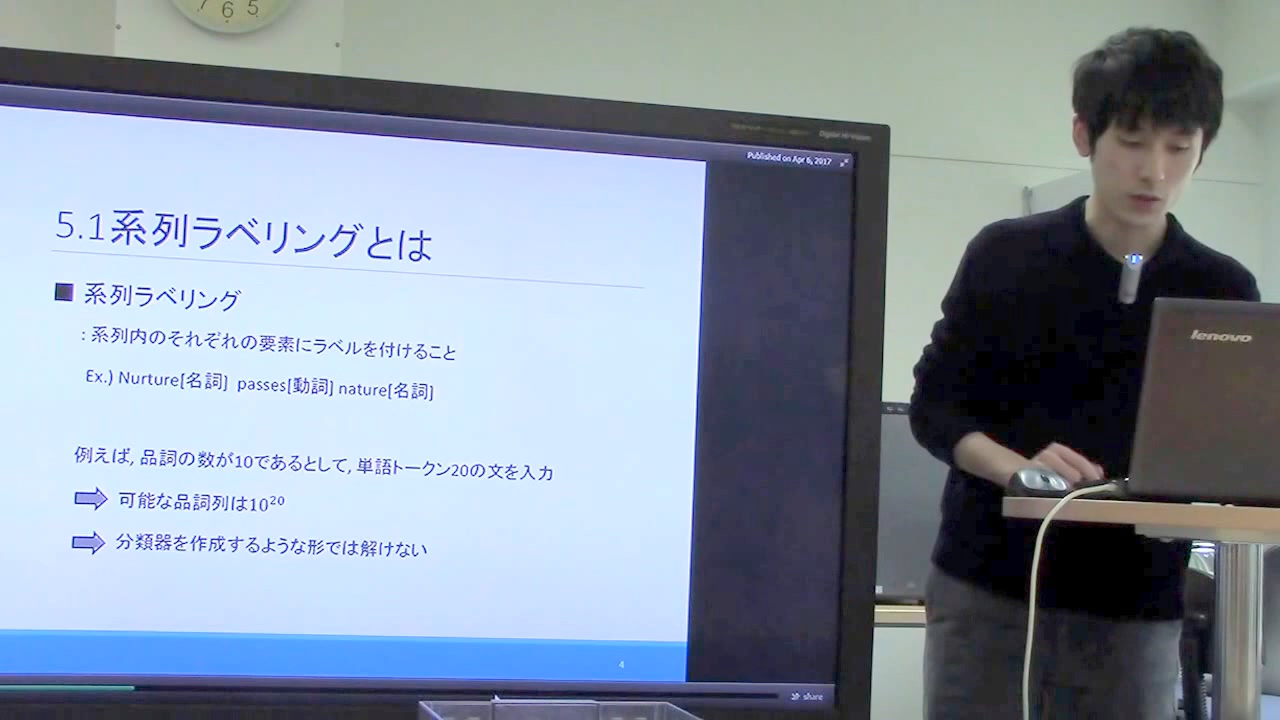 7 6 5
Published on Apr 6, 2017
5.1系列ラベリングとは
系列ラベリング
: 系列内のそれぞれの要素にラベルを付けること
Ex.) Nurture[名詞] passes[動詞] nature[名詞]
例えば, 品詞の数が10であるとして, 単語トークン20の文を入力
可能な品詞列は10²⁰
分類器を作成するような形では解けない
4
share
lenovo